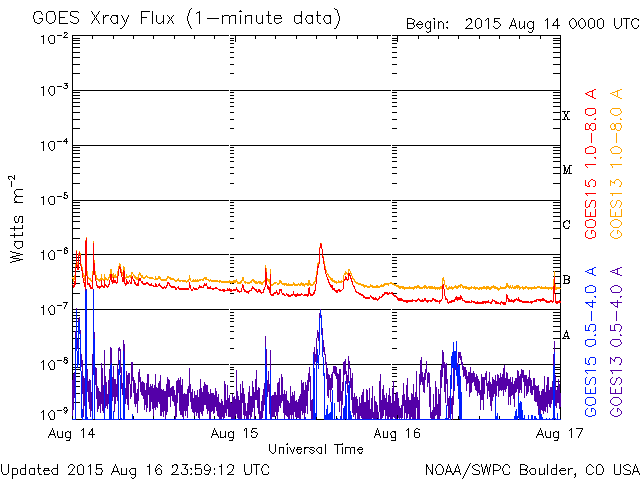 GOES Xray Flux (1-minute data)
Begin: 2015 Aug 14 0000 UTC
10-2
10-3
10-4
10-5
10-6
10-7
10-8
10-9
Watts m-2
X
M
C
B
A
GOES15 1.0-8.0 A
GOES13 1.0-8.0 A
GOES15 0.5-4.0 A
GOES13 0.5-4.0 A
Aug 14
Aug 15
Aug 16
Aug 17
Universal Time
Updated 2015 Aug 16 23:59:12 UTC
NOAA/SWPC Boulder, CO USA